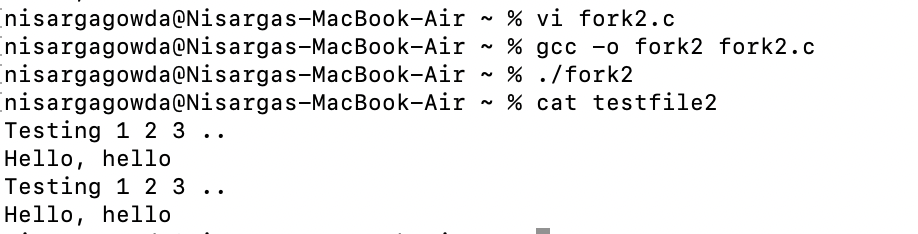 nisargagowda@Nisargas-MacBook-Air ~ % vi fork2.c
nisargagowda@Nisargas-MacBook-Air ~ % gcc -o fork2 fork2.c
nisargagowda@Nisargas-MacBook-Air ~ % ./fork2
nisargagowda@Nisargas-MacBook-Air ~ % cat testfile2
Testing 1 2 3 ..
Hello, hello
Testing 1 2 3 ..
Hello, hello